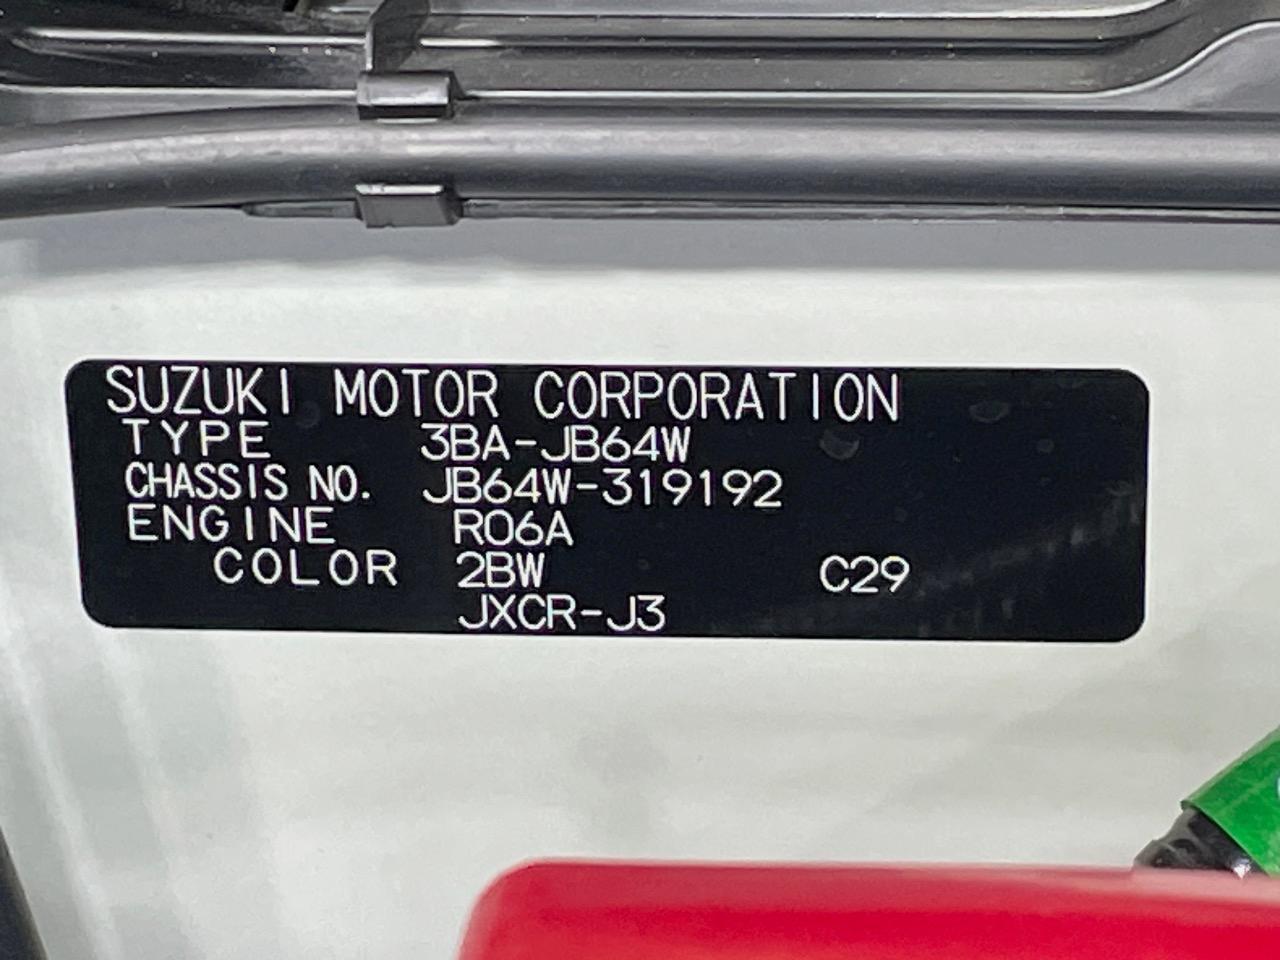 SUZUKI MOTOR CORPORATION
TYPE 3BA-JB64W
CHASSIS NO. JB64W-319192
ENGINE R06A
COLOR 2BW C29
JXCR-J3